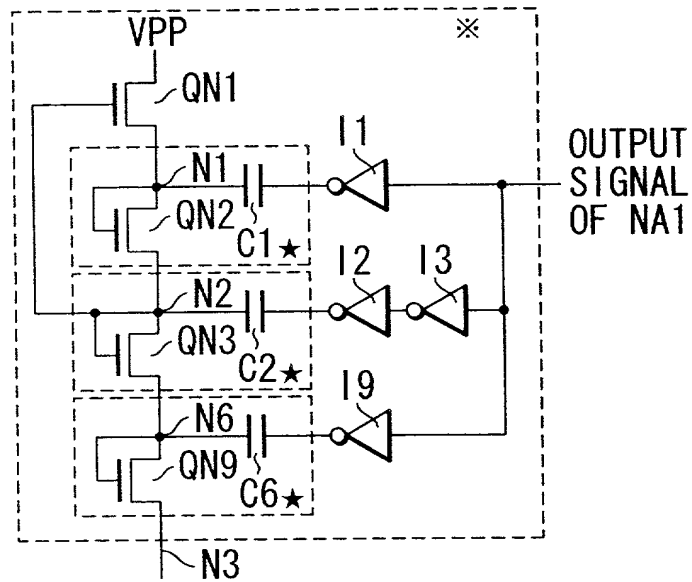 VPP
※
QN1
I1
N1
OUTPUT
SIGNAL
OF NA1
QN2
C1★
I2
I3
N2
QN3
C2★
I9
N6
QN9
C6★
N3